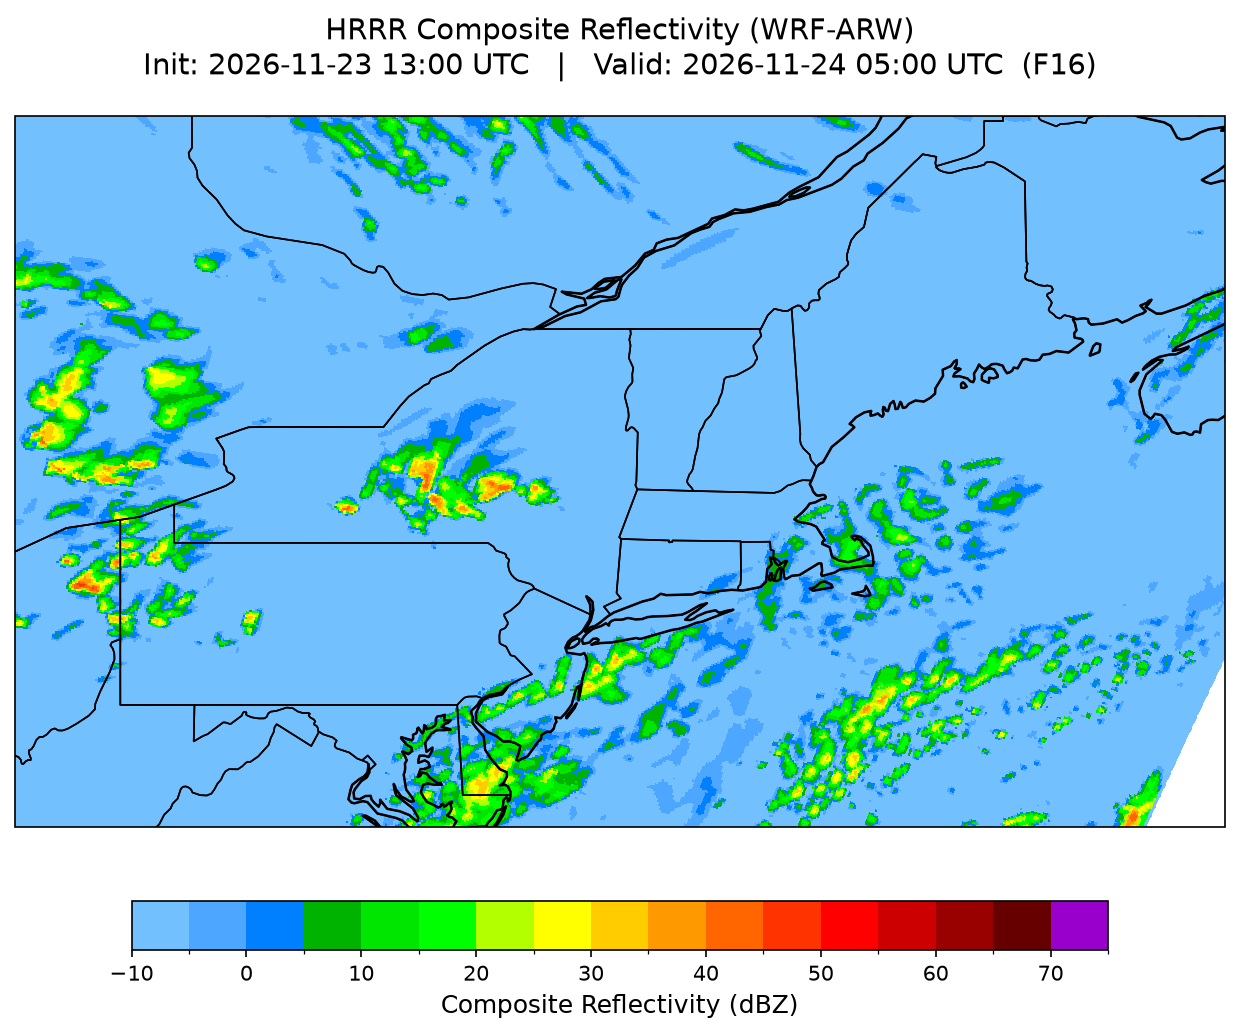 HRRR Composite Reflectivity (WRF-ARW)
Init: 2026-11-23 13:00 UTC   |   Valid: 2026-11-24 05:00 UTC  (F16)
−10 0 10 20 30 40 50 60 70
Composite Reflectivity (dBZ)